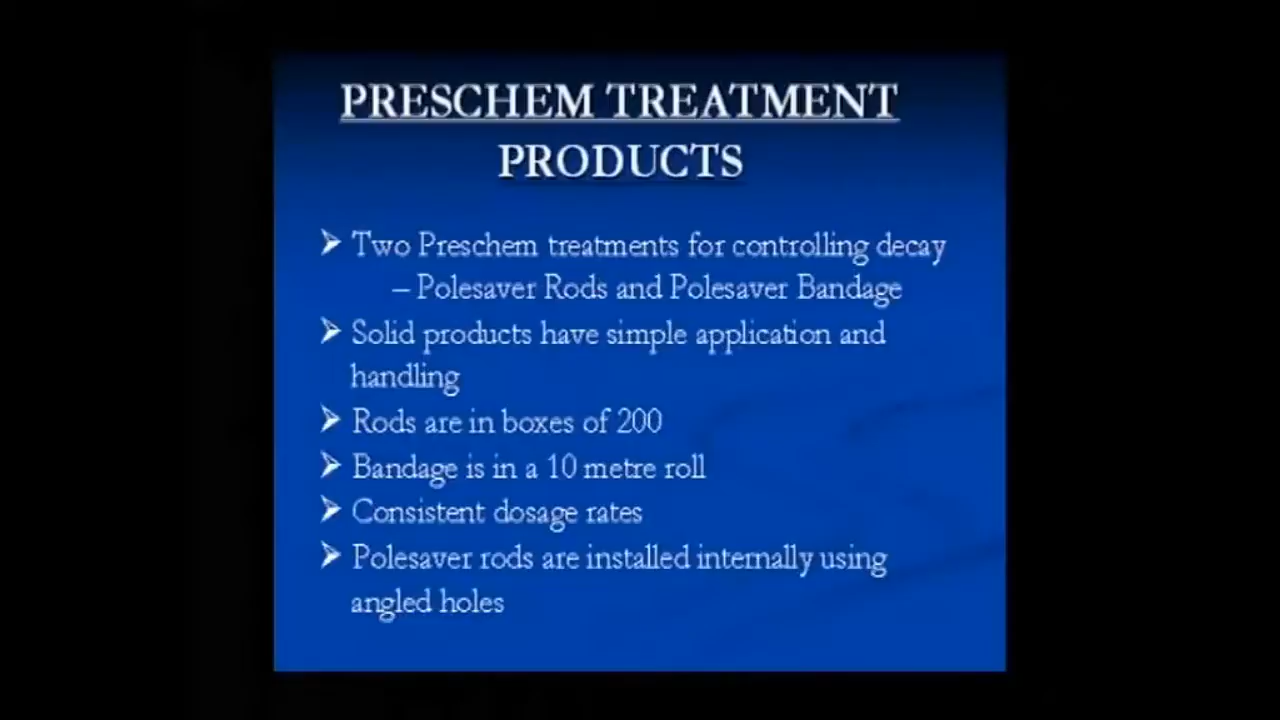 PRESCHEM TREATMENT
PRODUCTS
➢ Two Preschem treatments for controlling decay
– Polesaver Rods and Polesaver Bandage
➢ Solid products have simple application and
handling
➢ Rods are in boxes of 200
➢ Bandage is in a 10 metre roll
➢ Consistent dosage rates
➢ Polesaver rods are installed internally using
angled holes